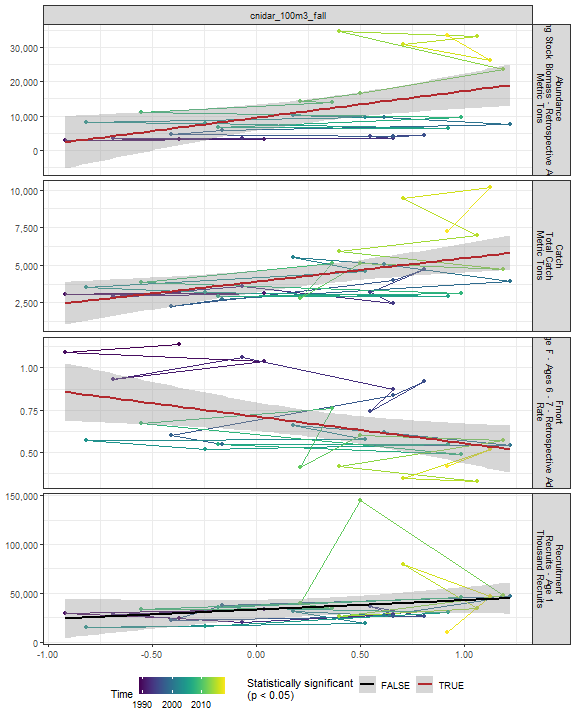 cnidar_100m3_fall
30,000
20,000
10,000
0
Abundance
Stock Biomass - Retrospective
Metric Tons
10,000
7,500
5,000
2,500
Catch
Total Catch
Metric Tons
1.00
0.75
0.50
Fmort
F - Ages 6 - 7 - Retrospective
Rate
150,000
100,000
50,000
0
Recruitment
Recruits - Age 1
Thousand Recruits
-1.00
-0.50
0.00
0.50
1.00
Time
1990 2000 2010
Statistically significant
(p < 0.05)
FALSE
TRUE